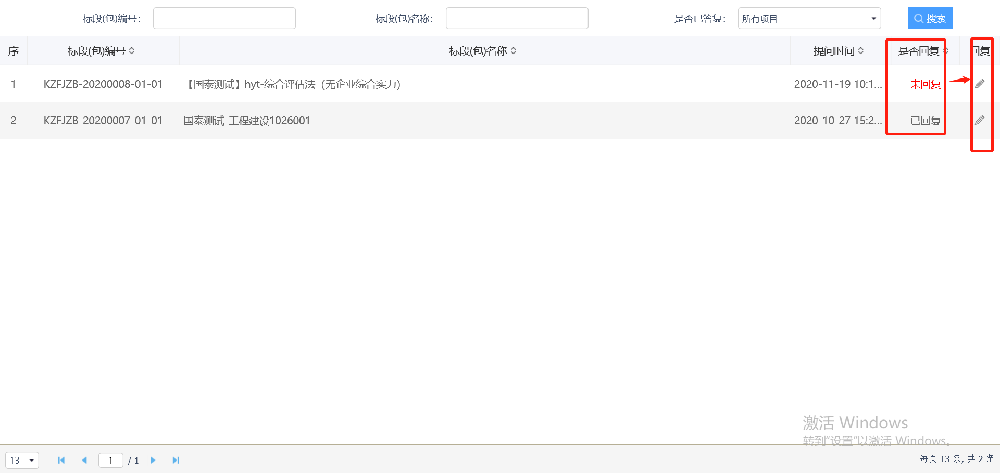 标段(包)编号： 标段(包)名称： 是否已答复： 所有项目 搜索
序 标段(包)编号 标段(包)名称 提问时间 是否回复 回复
1 KZFJZB-20200008-01-01 【国泰测试】hyt-综合评估法（无企业综合实力） 2020-11-19 10:1... 未回复
2 KZFJZB-20200007-01-01 国泰测试-工程建设1026001 2020-10-27 15:2... 已回复
激活 Windows
转到“设置”以激活 Windows。
13 1 / 1 每页 13 条, 共 2 条